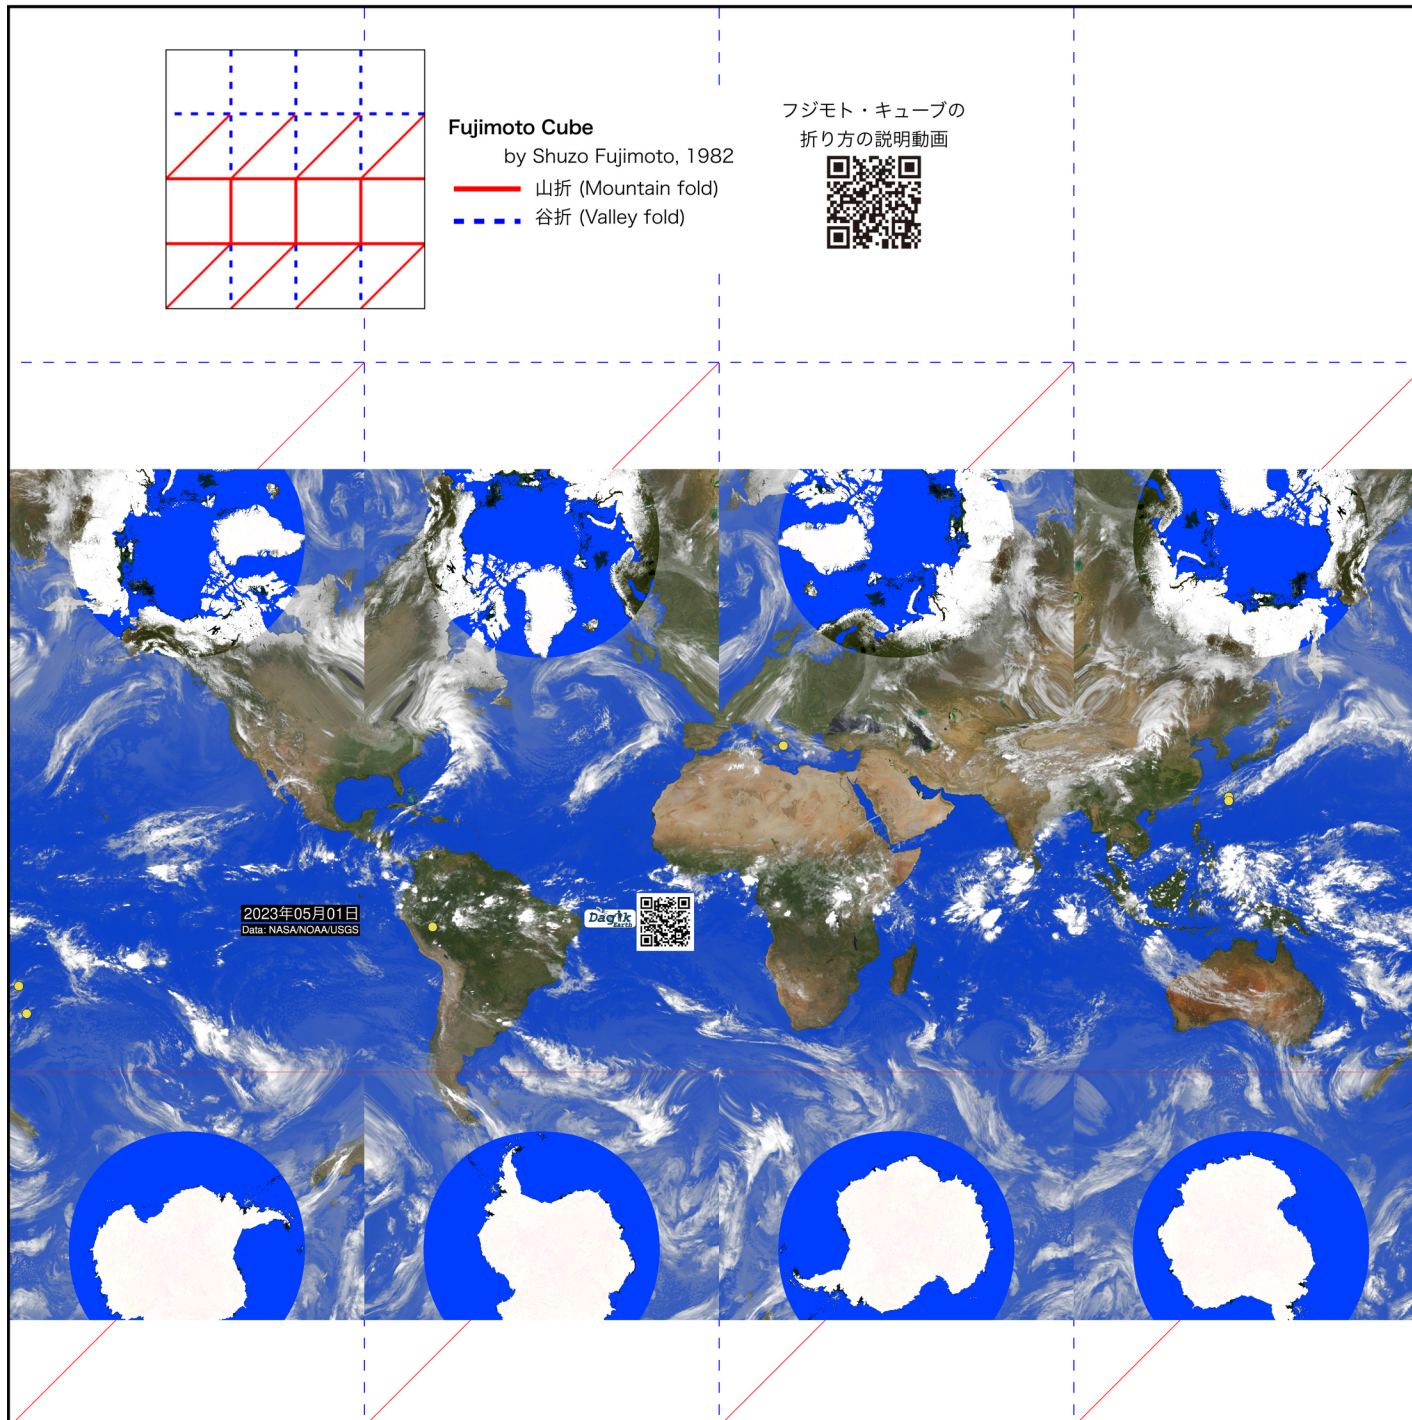 Fujimoto Cube
by Shuzo Fujimoto, 1982
山折 (Mountain fold)
谷折 (Valley fold)
フジモト・キューブの
折り方の説明動画
2023年05月01日
Data: NASA/NOAA/USGS
Dagik
Earth